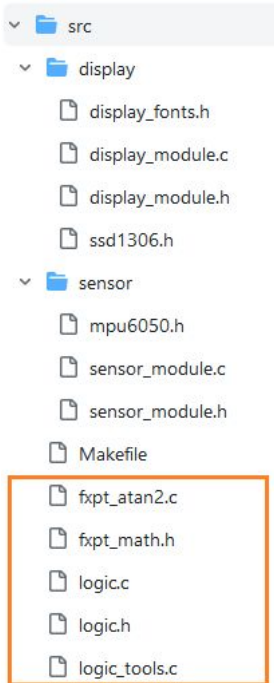 src
display
display_fonts.h
display_module.c
display_module.h
ssd1306.h
sensor
mpu6050.h
sensor_module.c
sensor_module.h
Makefile
fxpt_atan2.c
fxpt_math.h
logic.c
logic.h
logic_tools.c